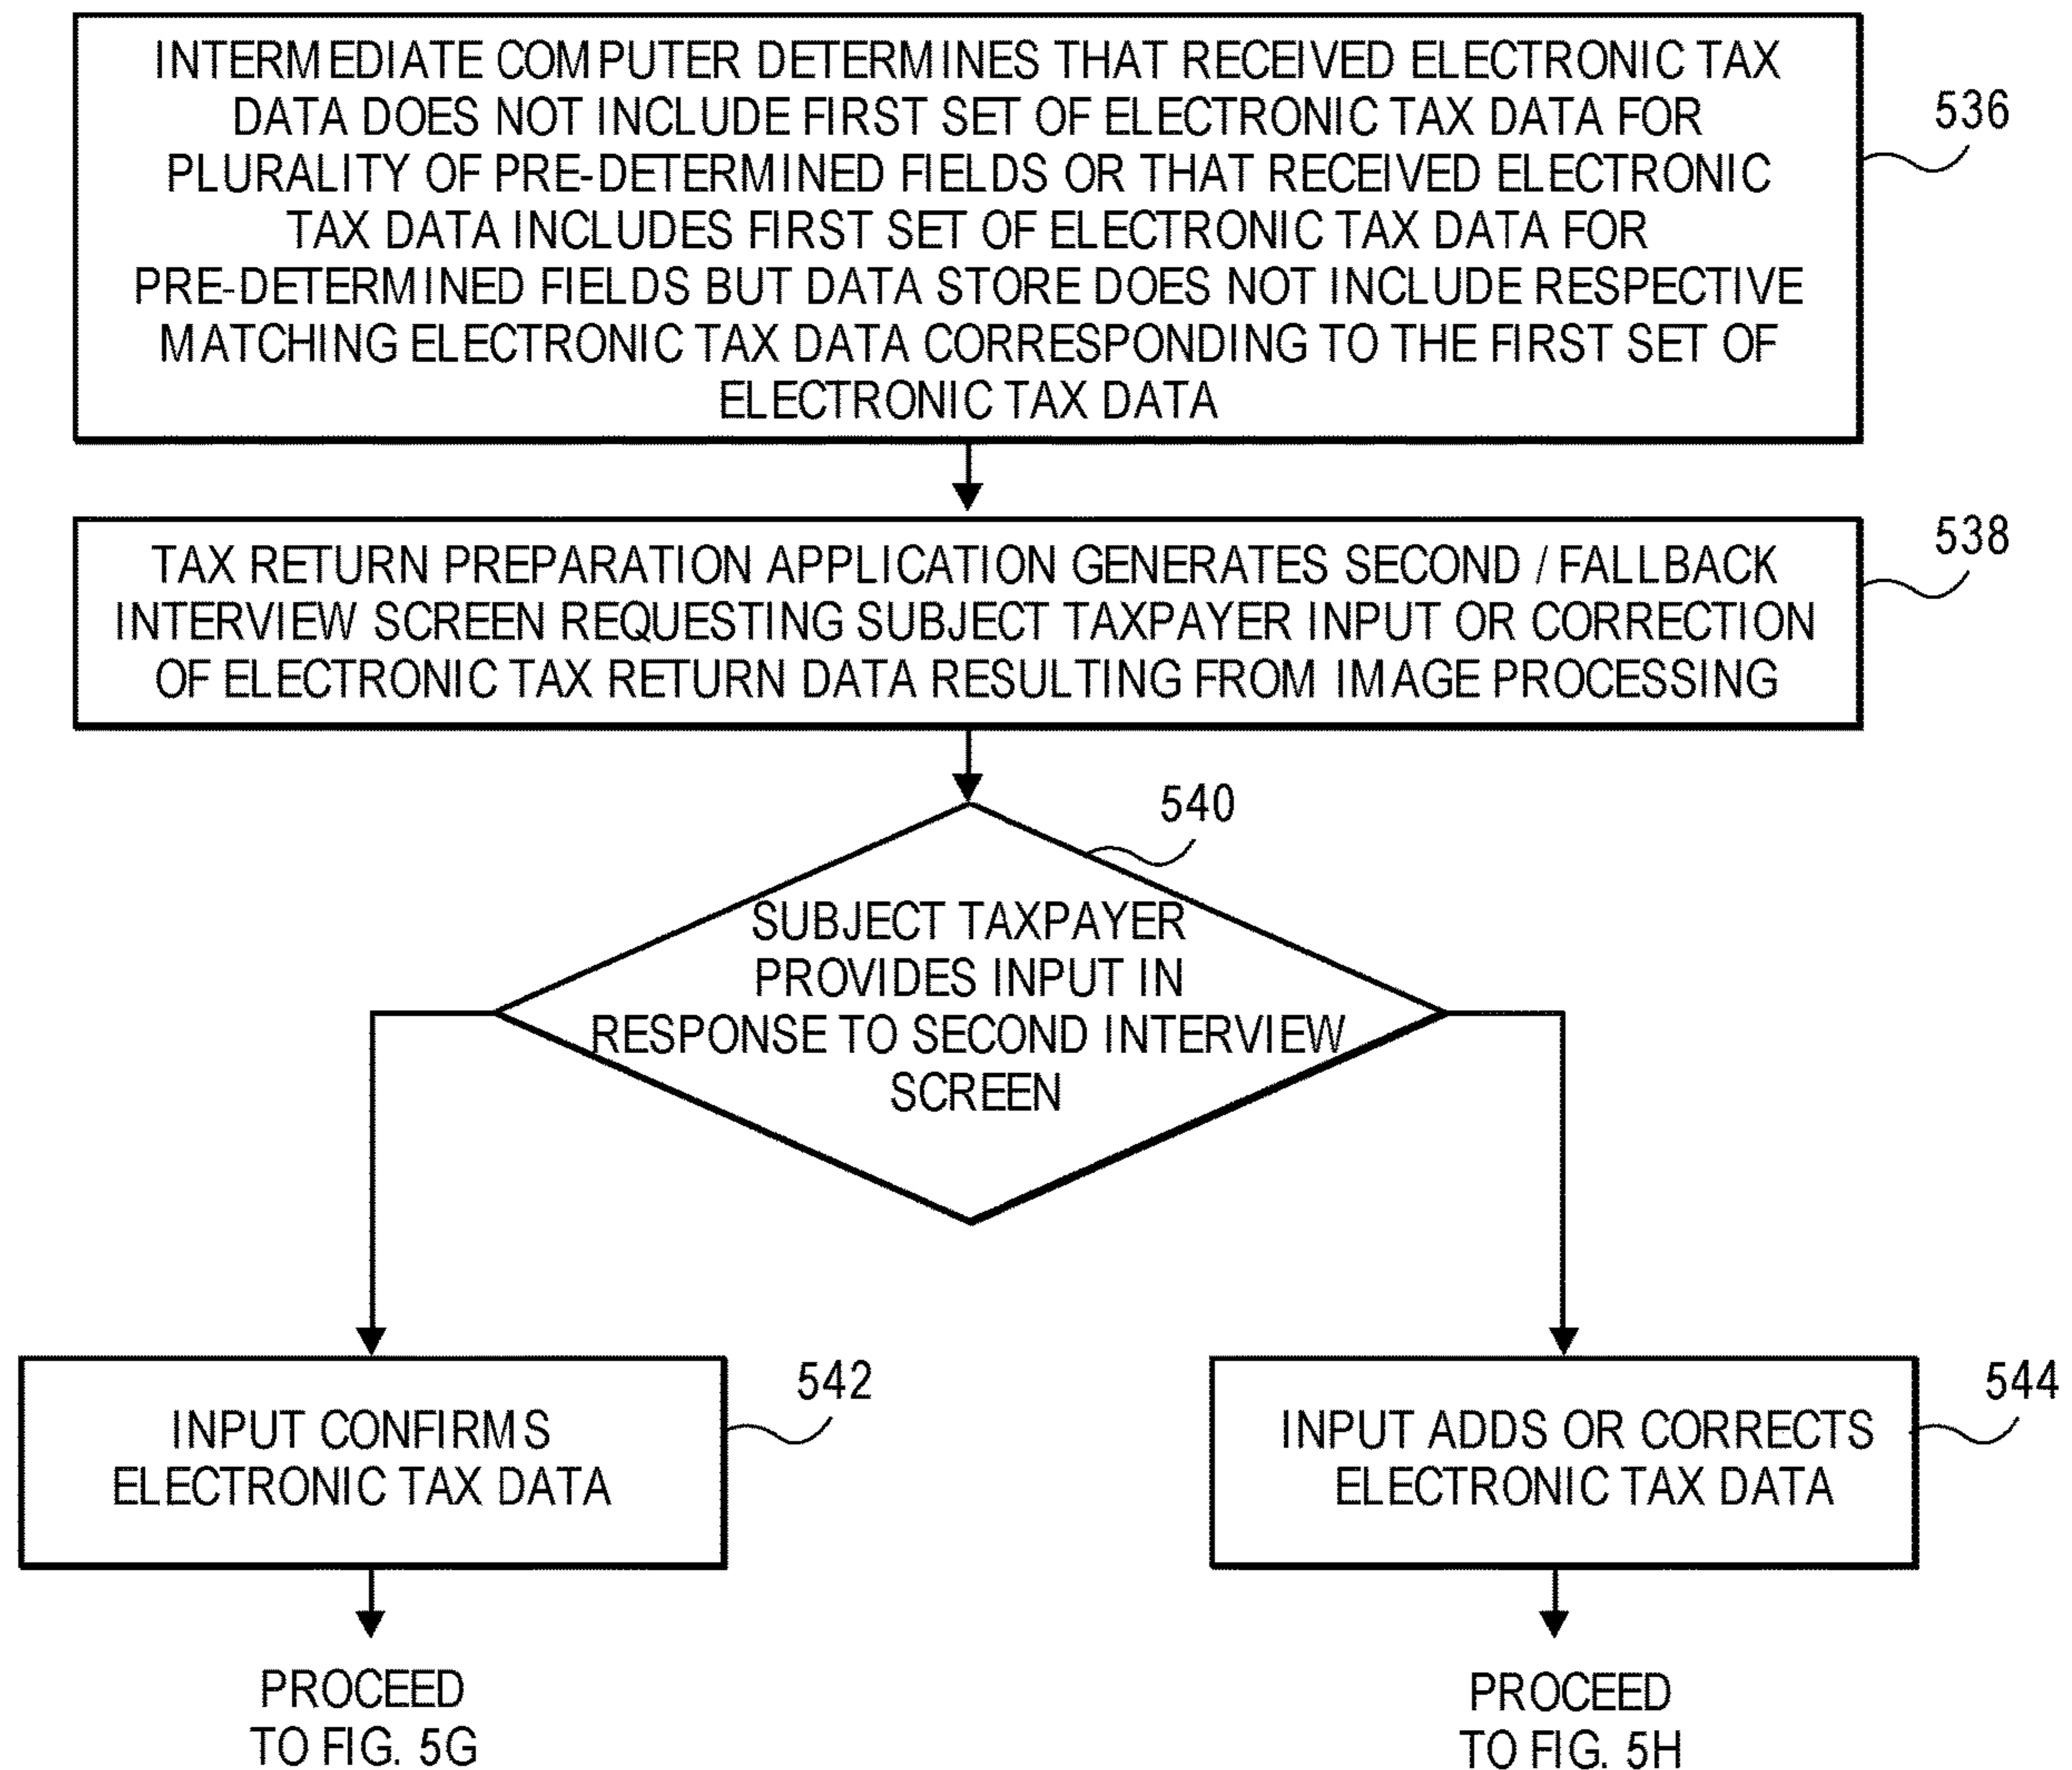 INTERMEDIATE COMPUTER DETERMINES THAT RECEIVED ELECTRONIC TAX
DATA DOES NOT INCLUDE FIRST SET OF ELECTRONIC TAX DATA FOR
PLURALITY OF PRE-DETERMINED FIELDS OR THAT RECEIVED ELECTRONIC
TAX DATA INCLUDES FIRST SET OF ELECTRONIC TAX DATA FOR
PRE-DETERMINED FIELDS BUT DATA STORE DOES NOT INCLUDE RESPECTIVE
MATCHING ELECTRONIC TAX DATA CORRESPONDING TO THE FIRST SET OF
ELECTRONIC TAX DATA
536
TAX RETURN PREPARATION APPLICATION GENERATES SECOND / FALLBACK
INTERVIEW SCREEN REQUESTING SUBJECT TAXPAYER INPUT OR CORRECTION
OF ELECTRONIC TAX RETURN DATA RESULTING FROM IMAGE PROCESSING
538
540
SUBJECT TAXPAYER
PROVIDES INPUT IN
RESPONSE TO SECOND INTERVIEW
SCREEN
INPUT CONFIRMS
ELECTRONIC TAX DATA
542
INPUT ADDS OR CORRECTS
ELECTRONIC TAX DATA
544
PROCEED
TO FIG. 5G
PROCEED
TO FIG. 5H